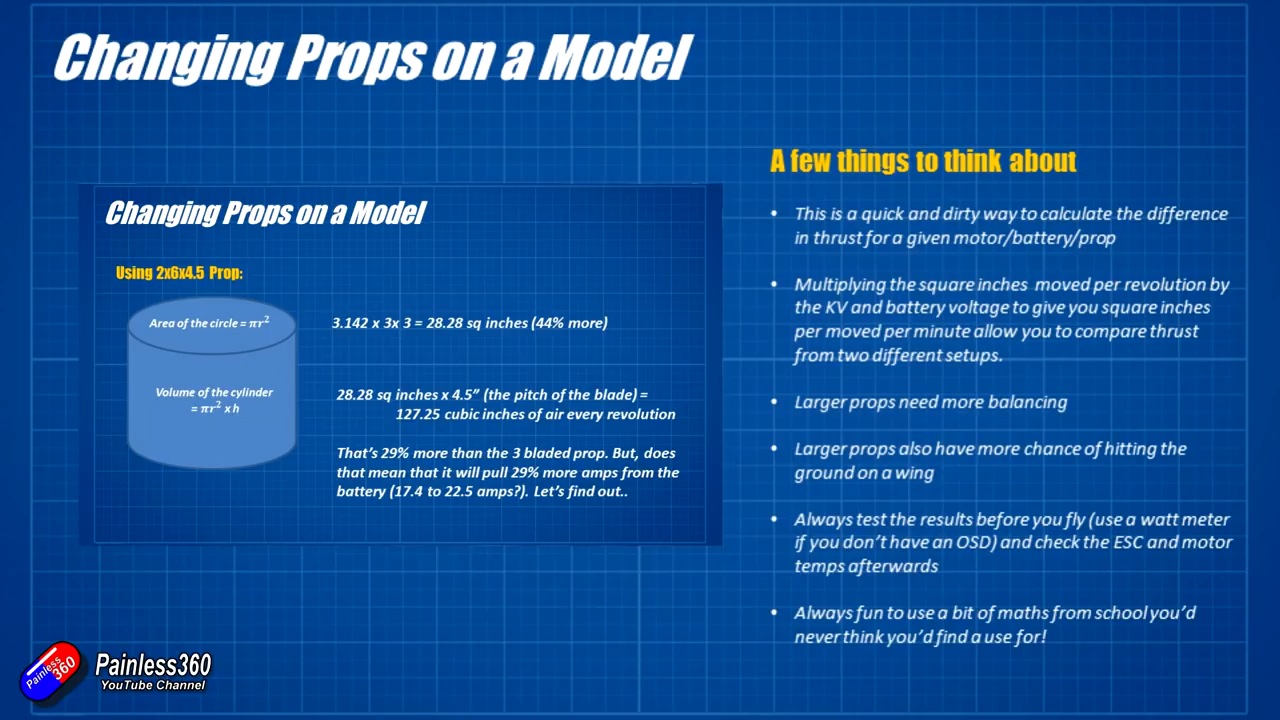 Changing Props on a Model
Changing Props on a Model
Using 2x6x4.5 Prop:
Area of the circle = πr²
Volume of the cylinder
= πr² x h
3.142 x 3x 3 = 28.28 sq inches (44% more)
28.28 sq inches x 4.5” (the pitch of the blade) =
127.25 cubic inches of air every revolution
That’s 29% more than the 3 bladed prop. But, does
that mean that it will pull 29% more amps from the
battery (17.4 to 22.5 amps?). Let’s find out..
A few things to think about
• This is a quick and dirty way to calculate the difference
in thrust for a given motor/battery/prop
• Multiplying the square inches moved per revolution by
the KV and battery voltage to give you square inches
per moved per minute allow you to compare thrust
from two different setups.
• Larger props need more balancing
• Larger props also have more chance of hitting the
ground on a wing
• Always test the results before you fly (use a watt meter
if you don’t have an OSD) and check the ESC and motor
temps afterwards
• Always fun to use a bit of maths from school you’d
never think you’d find a use for!
Painless
360
Painless360
YouTube Channel